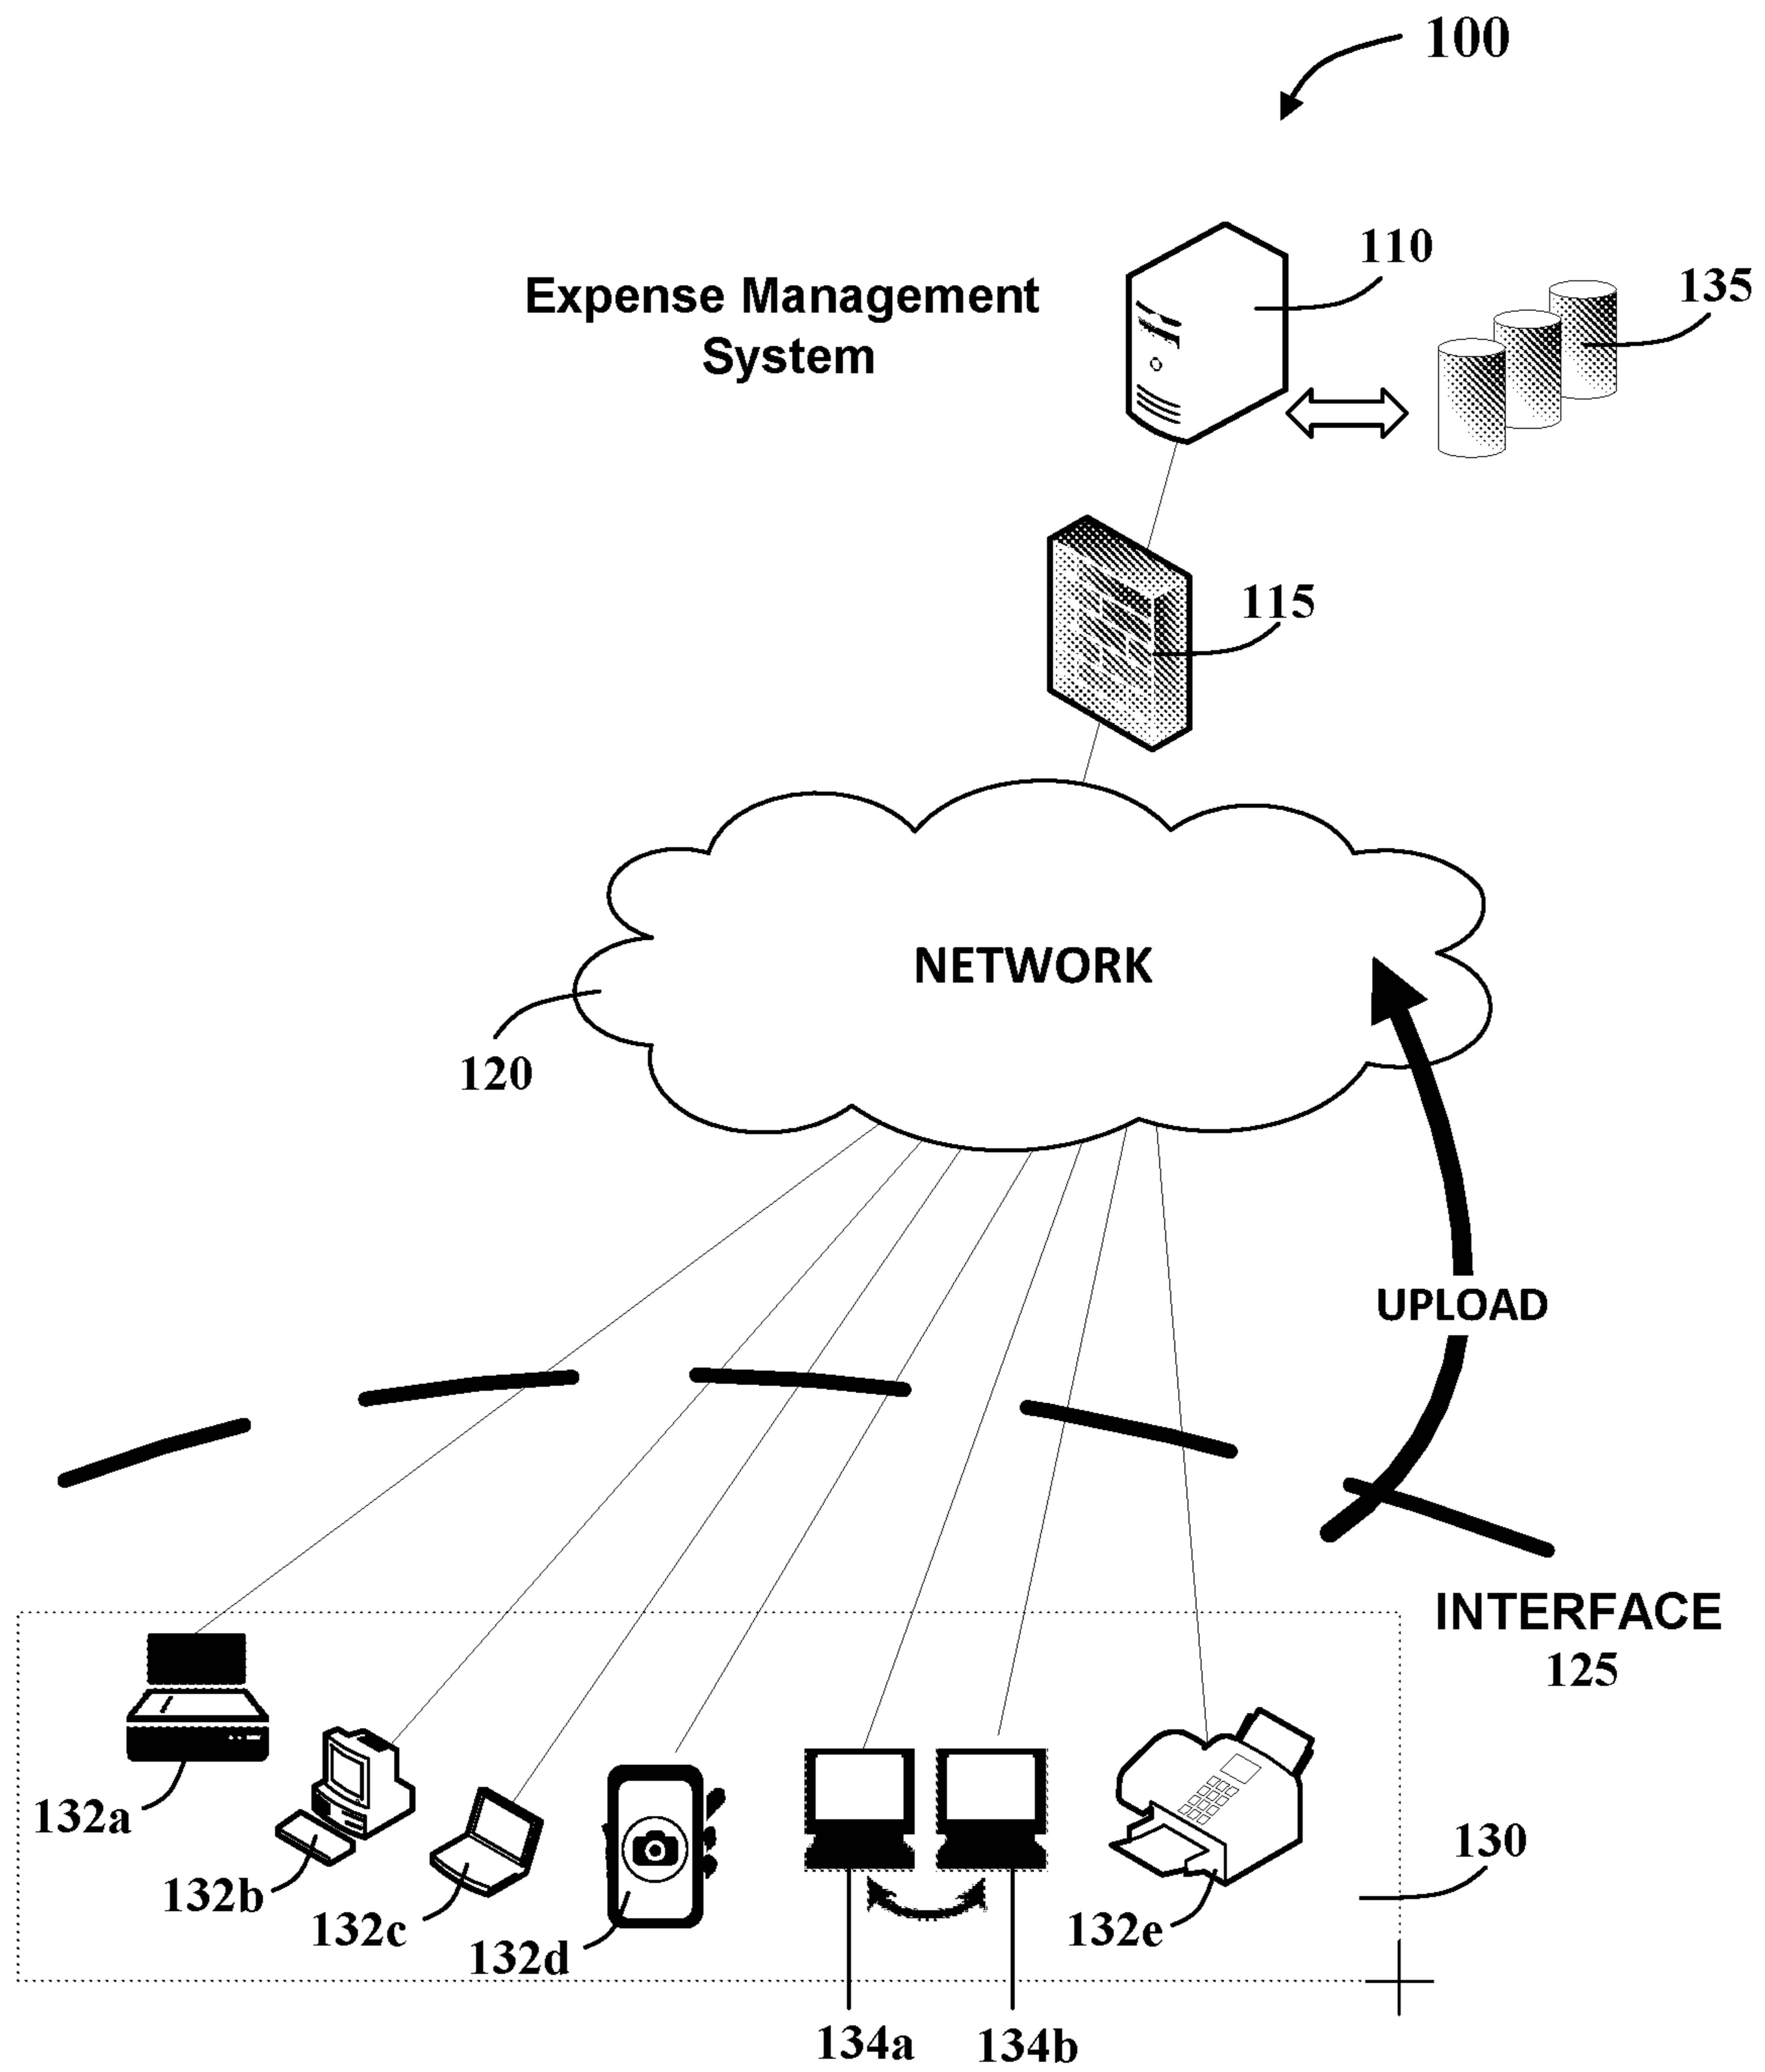 100
110
135
Expense Management
System
115
NETWORK
120
UPLOAD
INTERFACE
125
132a
132b
132c
132d
132e
130
134a
134b